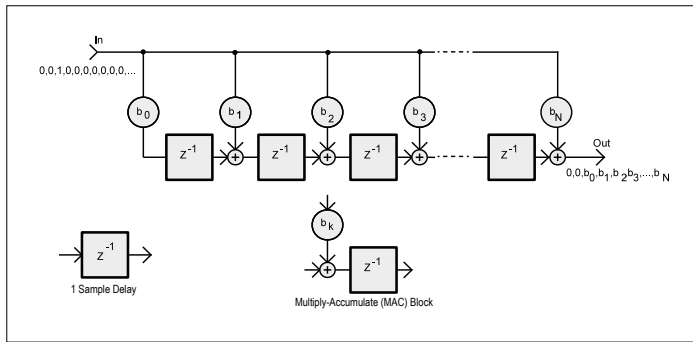 In
0,0,1,0,0,0,0,0,0,0,...
b0 b1 b2 b3 bN
z-1 z-1 z-1 z-1
Out
0,0,b0,b1,b2b3,...,bN
bk
z-1 z-1
1 Sample Delay
Multiply-Accumulate (MAC) Block